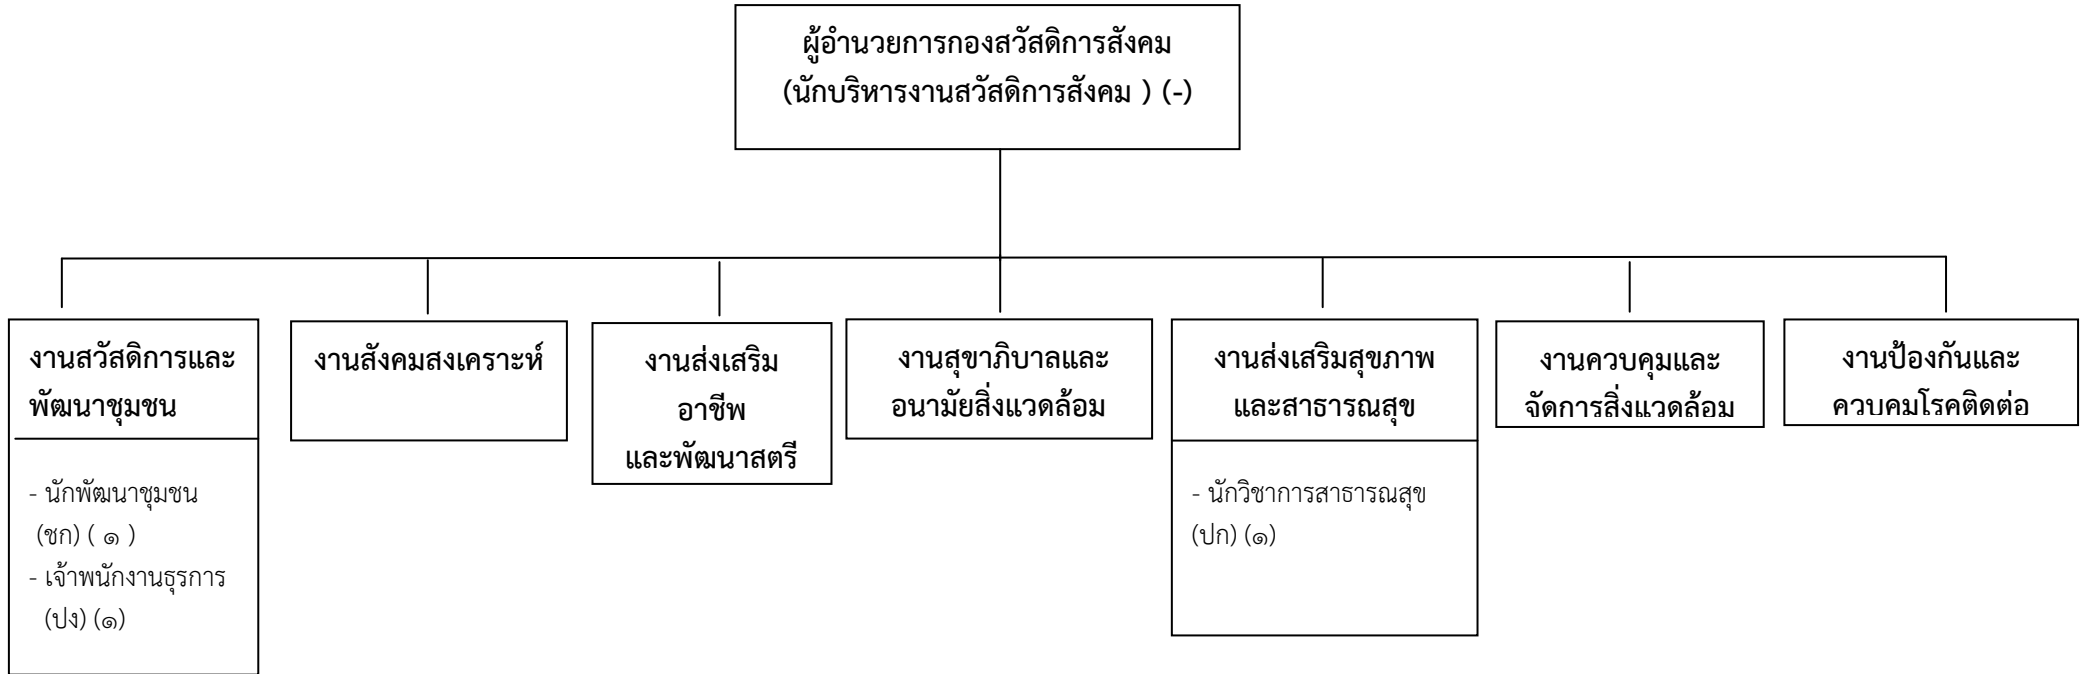 ผู้อำนวยการกองสวัสดิการสังคม
(นักบริหารงานสวัสดิการสังคม ) (-)
งานสวัสดิการและ
พัฒนาชุมชน
- นักพัฒนาชุมชน
(ชก) ( ๑ )
- เจ้าพนักงานธุรการ
(ปง) (๑)
งานสังคมสงเคราะห์
งานส่งเสริม
อาชีพ
และพัฒนาสตรี
งานสุขาภิบาลและ
อนามัยสิ่งแวดล้อม
งานส่งเสริมสุขภาพ
และสาธารณสุข
- นักวิชาการสาธารณสุข
(ปก) (๑)
งานควบคุมและ
จัดการสิ่งแวดล้อม
งานป้องกันและ
ควบคุมโรคติดต่อ